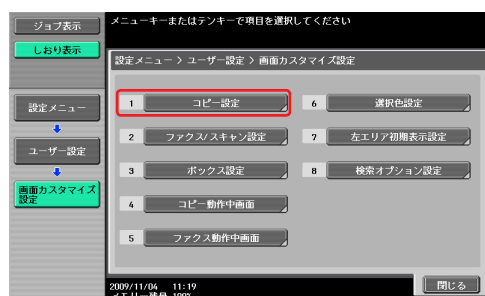 ジョブ表示
メニューキーまたはテンキーで項目を選択してください
しおり表示
設定メニュー > ユーザー設定 > 画面カスタマイズ設定
設定メニュー
ユーザー設定
画面カスタマイズ
設定
1 コピー設定
2 ファクス/スキャン設定
3 ボックス設定
4 コピー動作中画面
5 ファクス動作中画面
6 選択色設定
7 左エリア初期表示設定
8 検索オプション設定
2009/11/04 11:19
メモリー残量 100%
閉じる